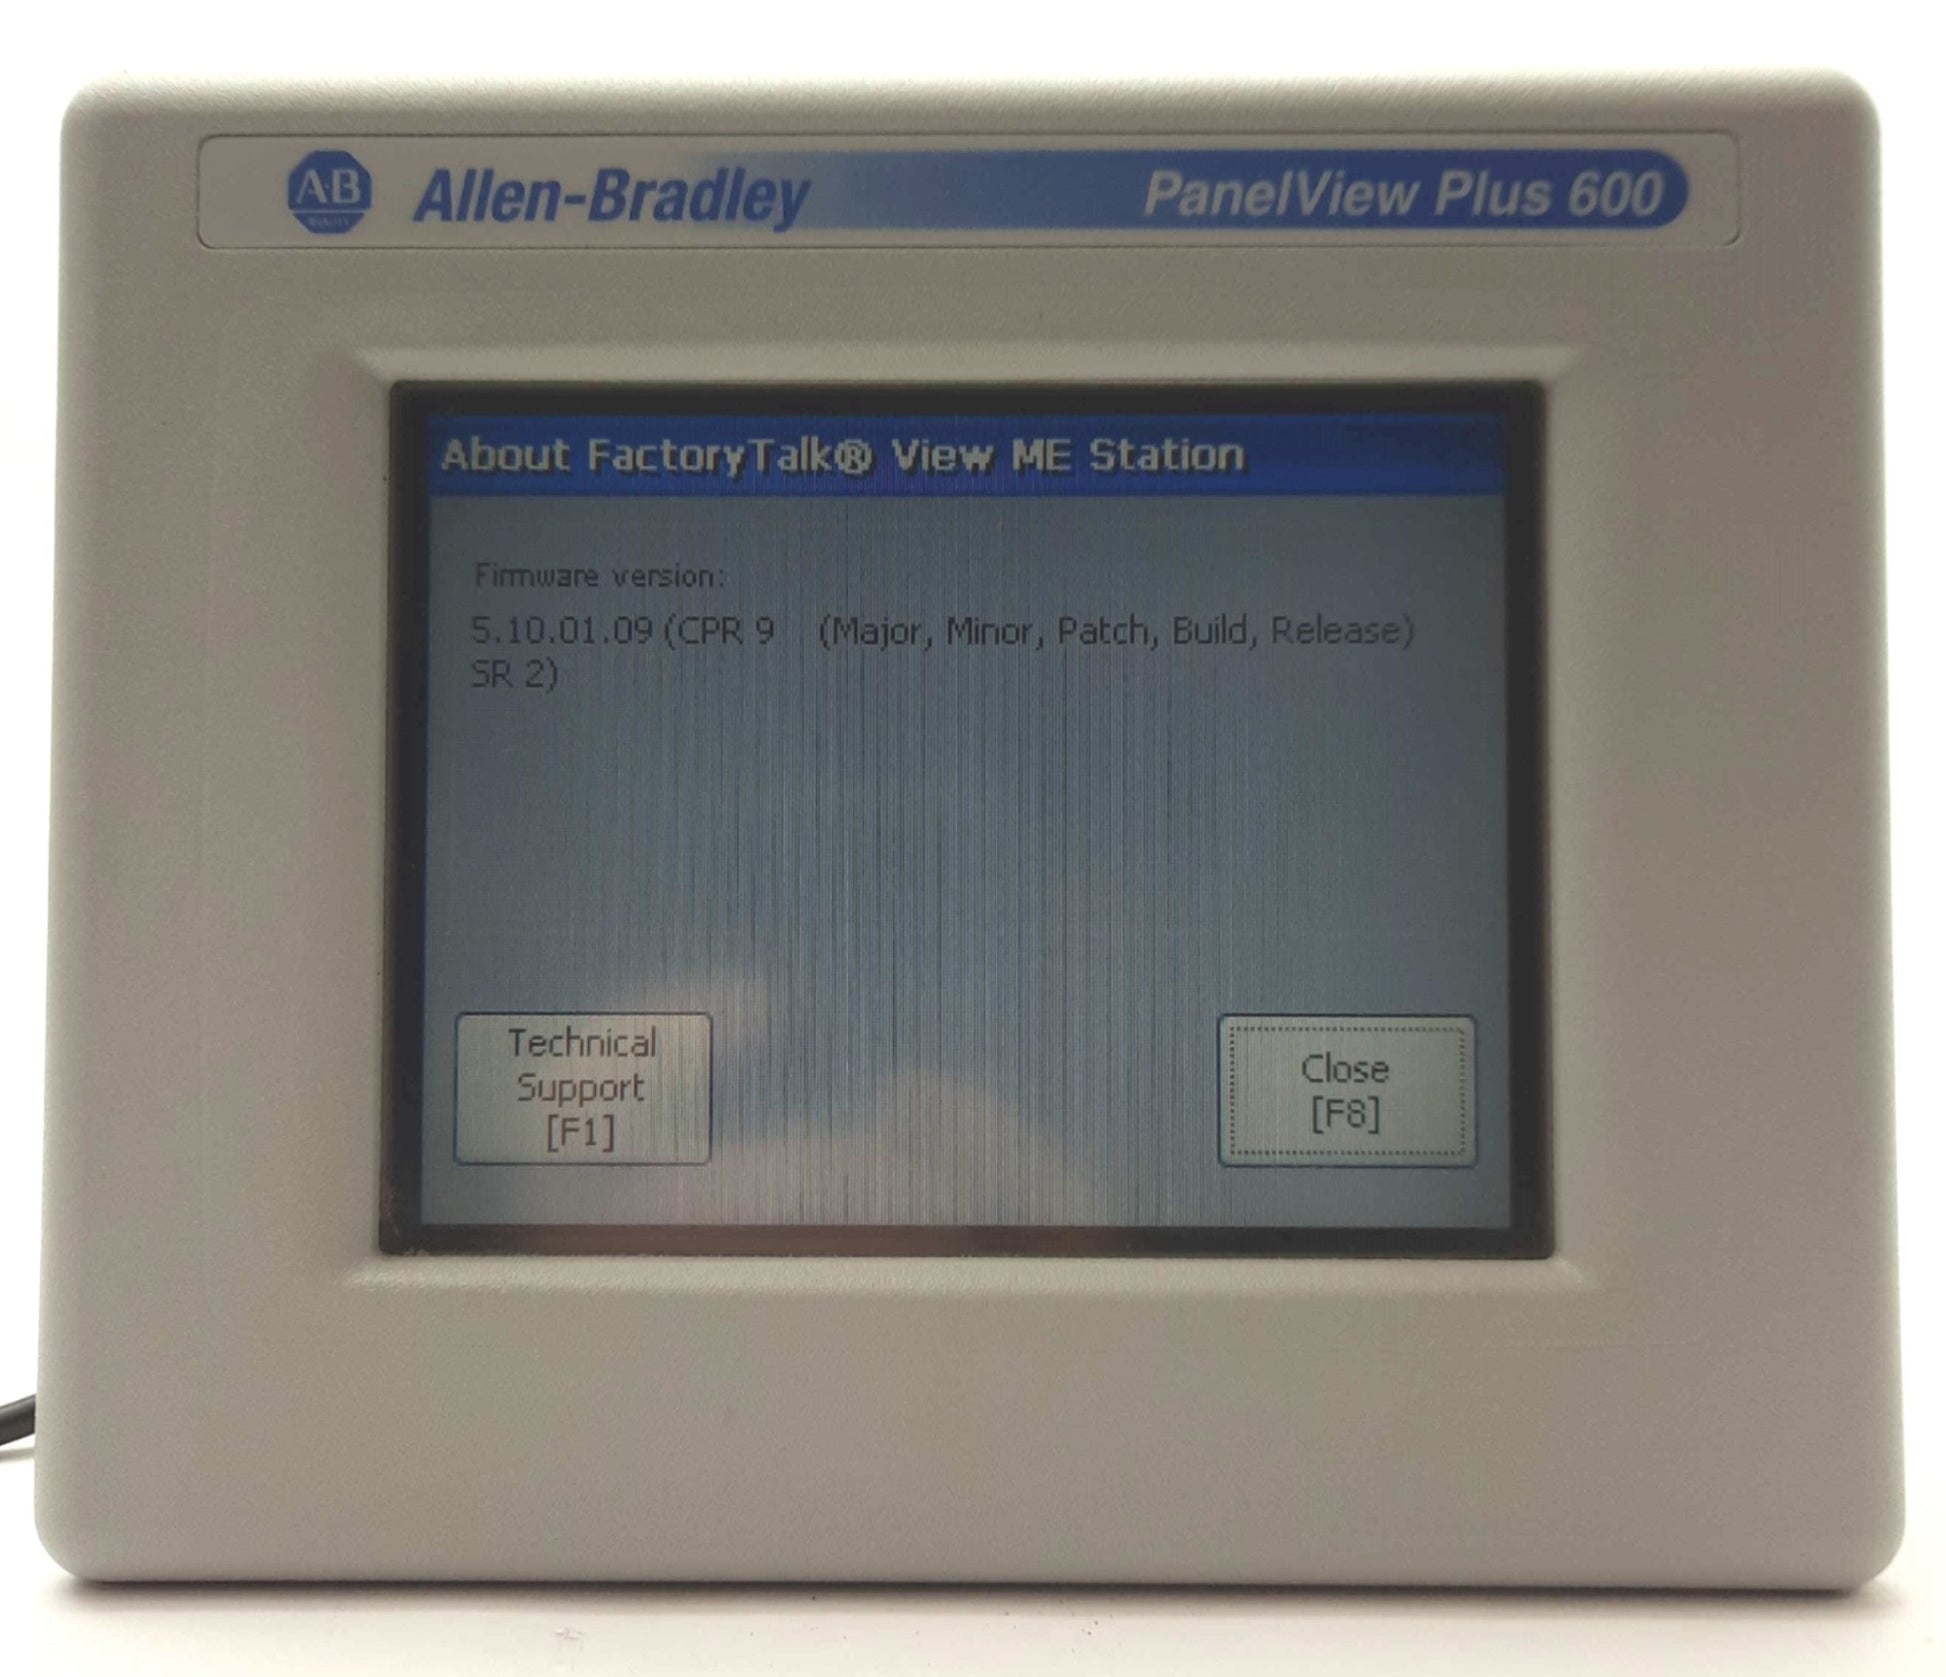 A·B
QUALITY
Allen-Bradley
PanelView Plus 600
About FactoryTalk® View ME Station
Firmware version:
5.10.01.09 (CPR 9 (Major, Minor, Patch, Build, Release)
SR 2)
Technical
Support
[F1]
Close
[F8]